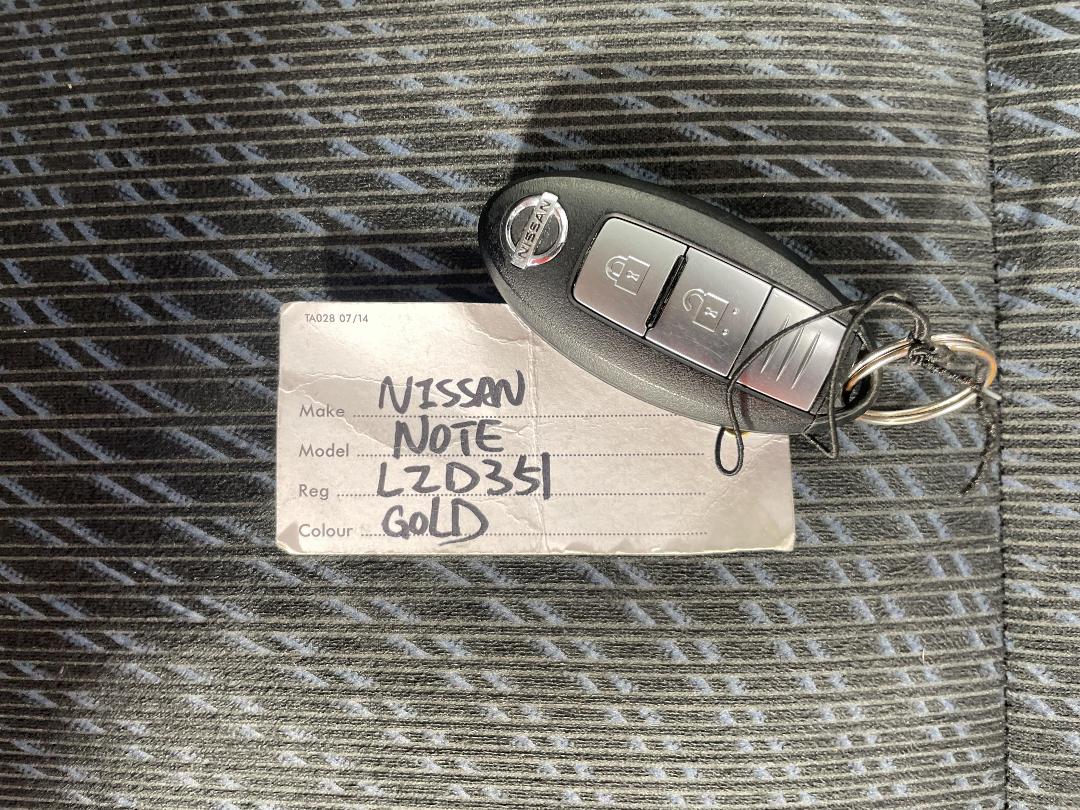 NISSAN
TA028 07/14
Make NISSAN
Model NOTE
Reg LZD351
Colour GOLD